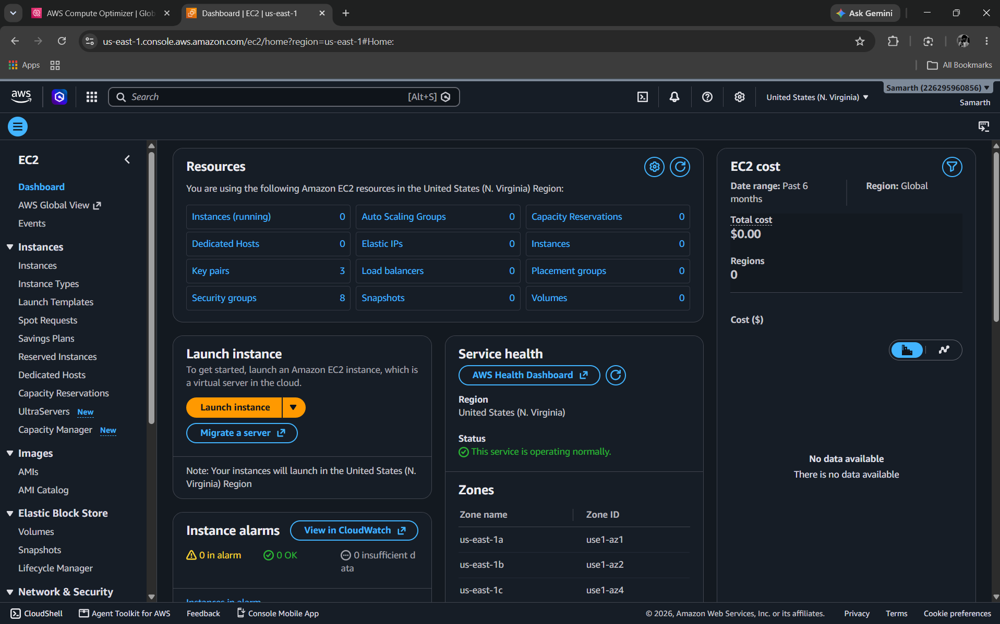 AWS Compute Optimizer | Glob
Dashboard | EC2 | us-east-1
Ask Gemini
us-east-1.console.aws.amazon.com/ec2/home?region=us-east-1#Home:
Apps
All Bookmarks
aws
Search
[Alt+S]
United States (N. Virginia)
Samarth (226295960856)
Samarth
EC2
Dashboard
AWS Global View
Events
Instances
Instances
Instance Types
Launch Templates
Spot Requests
Savings Plans
Reserved Instances
Dedicated Hosts
Capacity Reservations
UltraServers New
Capacity Manager New
Images
AMIs
AMI Catalog
Elastic Block Store
Volumes
Snapshots
Lifecycle Manager
Network & Security
Resources
You are using the following Amazon EC2 resources in the United States (N. Virginia) Region:
Instances (running) 0
Auto Scaling Groups 0
Capacity Reservations 0
Dedicated Hosts 0
Elastic IPs 0
Instances 0
Key pairs 3
Load balancers 0
Placement groups 0
Security groups 8
Snapshots 0
Volumes 0
Launch instance
To get started, launch an Amazon EC2 instance, which is
a virtual server in the cloud.
Launch instance
Migrate a server
Note: Your instances will launch in the United States (N.
Virginia) Region
Instance alarms
View in CloudWatch
0 in alarm
0 OK
0 insufficient d
ata
Instances in alarm
Service health
AWS Health Dashboard
Region
United States (N. Virginia)
Status
This service is operating normally.
Zones
Zone name Zone ID
us-east-1a use1-az1
us-east-1b use1-az2
us-east-1c use1-az4
EC2 cost
Date range: Past 6
months
Region: Global
Total cost
$0.00
Regions
0
Cost ($)
No data available
There is no data available
CloudShell
Agent Toolkit for AWS
Feedback
Console Mobile App
© 2026, Amazon Web Services, Inc. or its affiliates.
Privacy
Terms
Cookie preferences